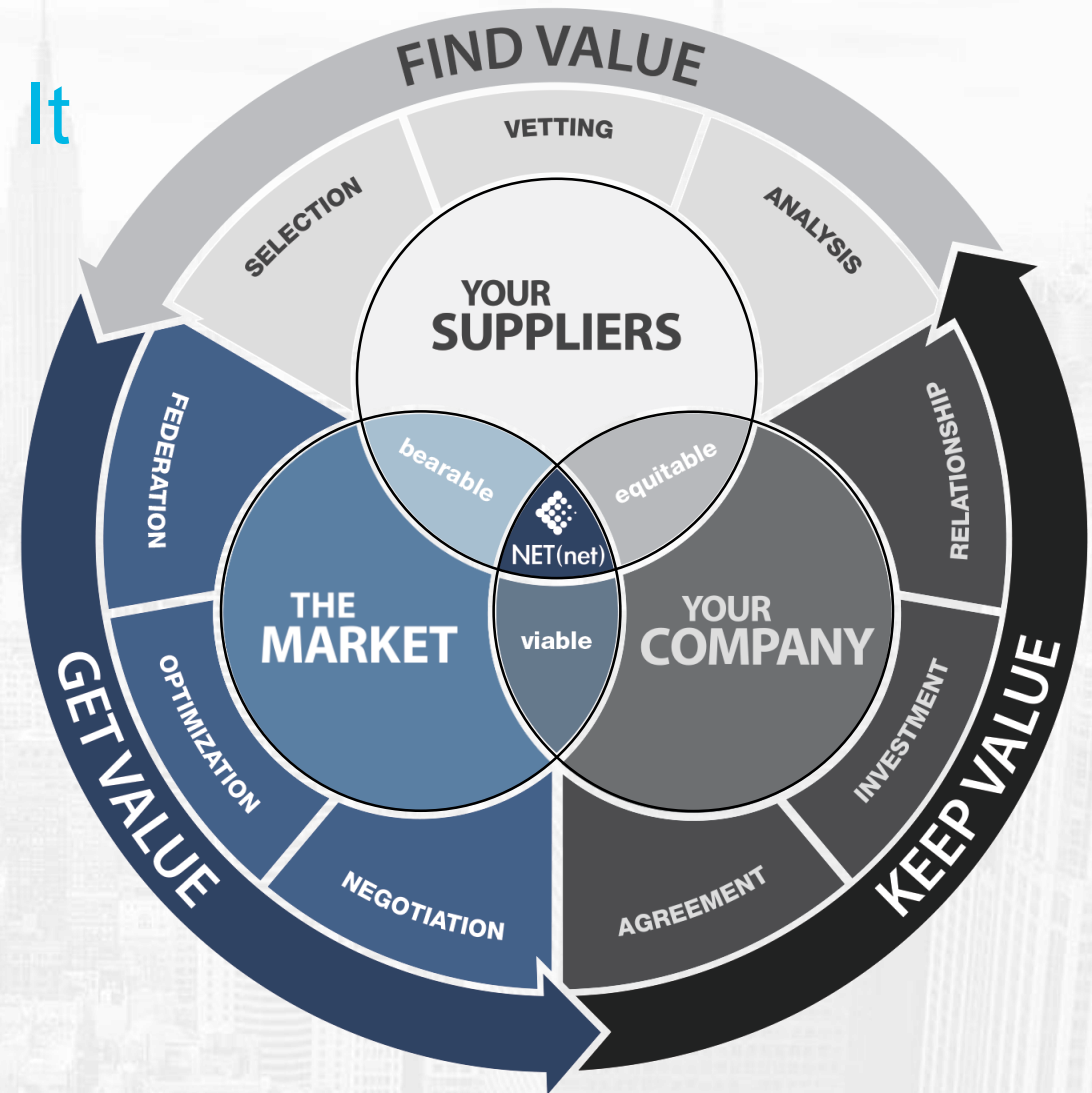 It
FIND VALUE
VETTING
SELECTION
ANALYSIS
YOUR
SUPPLIERS
FEDERATION
RELATIONSHIP
bearable
equitable
NET(net)
THE
MARKET
viable
YOUR
COMPANY
OPTIMIZATION
INVESTMENT
GET VALUE
KEEP VALUE
NEGOTIATION
AGREEMENT